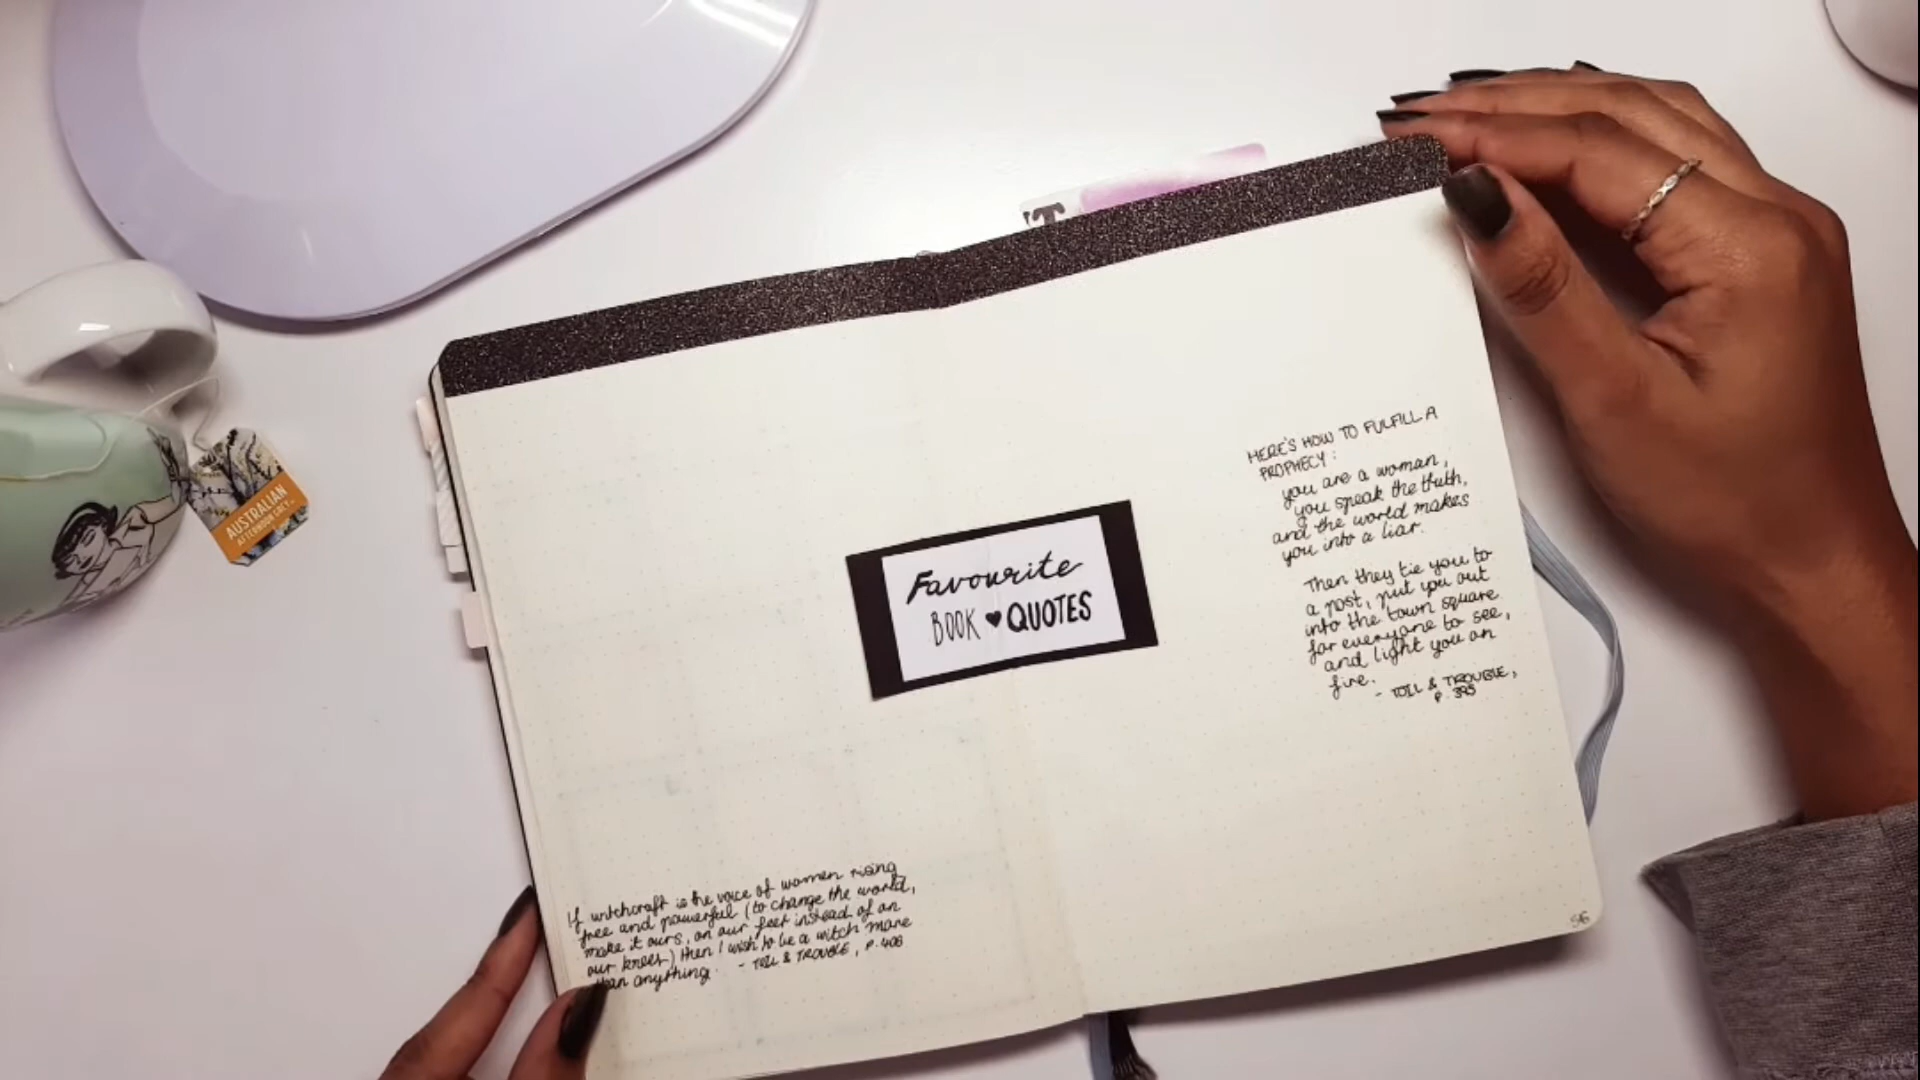 'T
AUSTRALIAN
AFTERNOON GREY
Favourite
BOOK ♥ QUOTES
HERE'S HOW TO FULFILL A
PROPHECY:
you are a woman,
you speak the truth,
and the world makes
you into a liar.
Then they tie you to
a post, put you out
into the town square
for everyone to see,
and light you on
fire.
- TOIL & TROUBLE,
P. 395
If witchcraft is the voice of women rising
free and powerful (to change the world,
make it ours, on our feet instead of on
our knees) then I wish to be a witch more
than anything. - TOIL & TROUBLE, P. 408
56